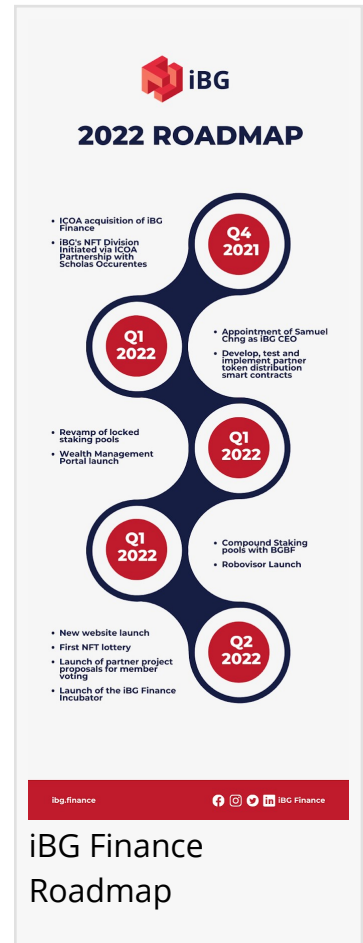 iBG
2022 ROADMAP
• ICOA acquisition of iBG
Finance
• iBG's NFT Division
Initiated via ICOA
Partnership with
Scholas Occurentes
Q4
2021
Q1
2022
• Appointment of Samuel
Chng as iBG CEO
• Develop, test and
implement partner
token distribution
smart contracts
• Revamp of locked
staking pools
• Wealth Management
Portal launch
Q1
2022
Q1
2022
• Compound Staking
pools with BGBF
• Robovisor Launch
• New website launch
• First NFT lottery
• Launch of partner project
proposals for member
voting
• Launch of the iBG Finance
Incubator
Q2
2022
ibg.finance
iBG Finance
iBG Finance
Roadmap